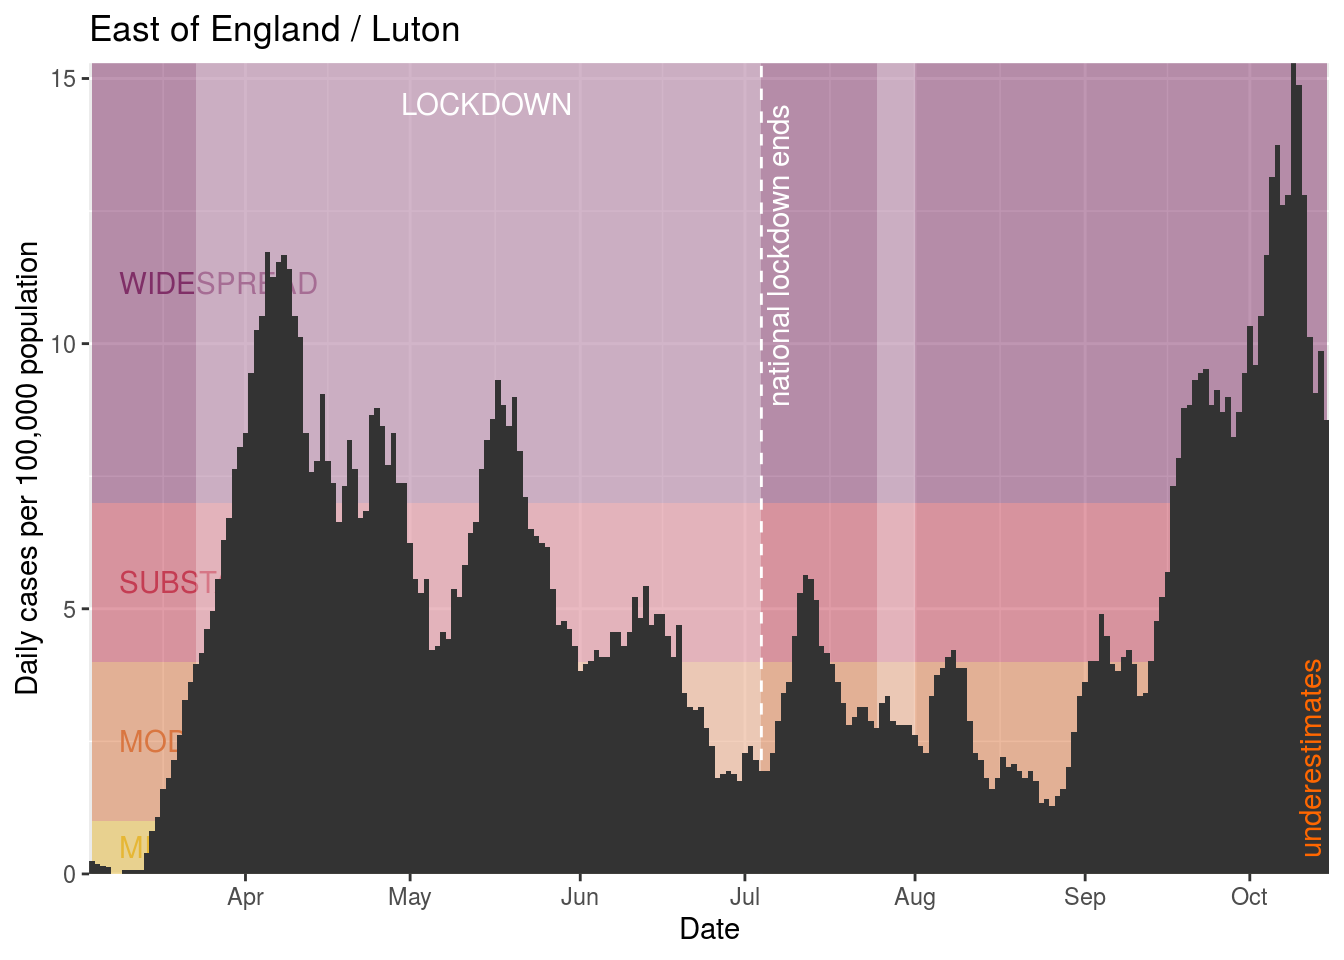 East of England / Luton
15
LOCKDOWN
national lockdown ends
WIDESPREAD
10
Daily cases per 100,000 population
SUBST
5
MOD
underestimates
M
0
Apr May Jun Jul Aug Sep Oct
Date